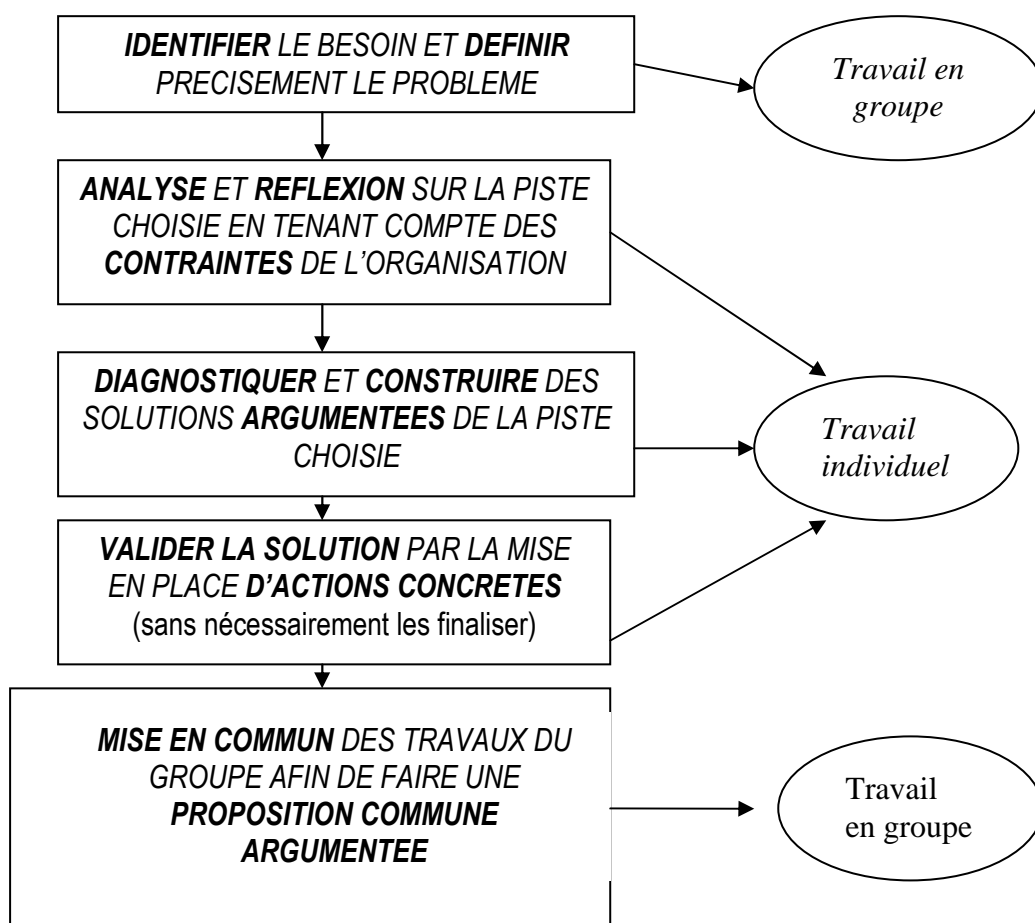 IDENTIFIER LE BESOIN ET DEFINIR
PRECISEMENT LE PROBLEME
Travail en
groupe
ANALYSE ET REFLEXION SUR LA PISTE
CHOISIE EN TENANT COMPTE DES
CONTRAINTES DE L'ORGANISATION
DIAGNOSTIQUER ET CONSTRUIRE DES
SOLUTIONS ARGUMENTEES DE LA PISTE
CHOISIE
Travail
individuel
VALIDER LA SOLUTION PAR LA MISE
EN PLACE D'ACTIONS CONCRETES
(sans nécessairement les finaliser)
MISE EN COMMUN DES TRAVAUX DU
GROUPE AFIN DE FAIRE UNE
PROPOSITION COMMUNE
ARGUMENTEE
Travail
en groupe